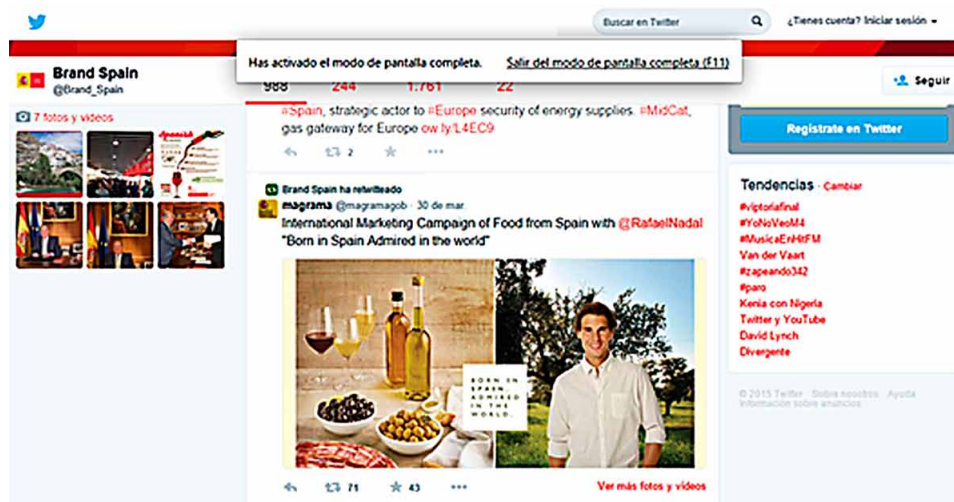 Buscar en Twitter
¿Tienes cuenta? Iniciar sesión
Has activado el modo de pantalla completa. Salir del modo de pantalla completa (F11)
Brand Spain
@Brand_Spain
988 244 1.761 22
Seguir
7 fotos y videos
#Spain, strategic actor to #Europe security of energy supplies. #MidCat,
gas gateway for Europe ow.ly/L4EC9
2
Brand Spain ha retwitteado
magrama @magramagob · 30 de mar.
International Marketing Campaign of Food from Spain with @RafaelNadal
"Born in Spain Admired in the world"
BORN IN
SPAIN
ADMIRED
IN THE
WORLD.
71 43
Ver más fotos y videos
Regístrate en Twitter
Tendencias · Cambiar
#viptoriafinal
#YoNoVeoM4
#MusicaEnHitFM
Van der Vaart
#zapeando342
#paro
Kenia con Nigeria
Twitter y YouTube
David Lynch
Divergente
© 2015 Twitter Sobre nosotros Ayuda
Información sobre anuncios